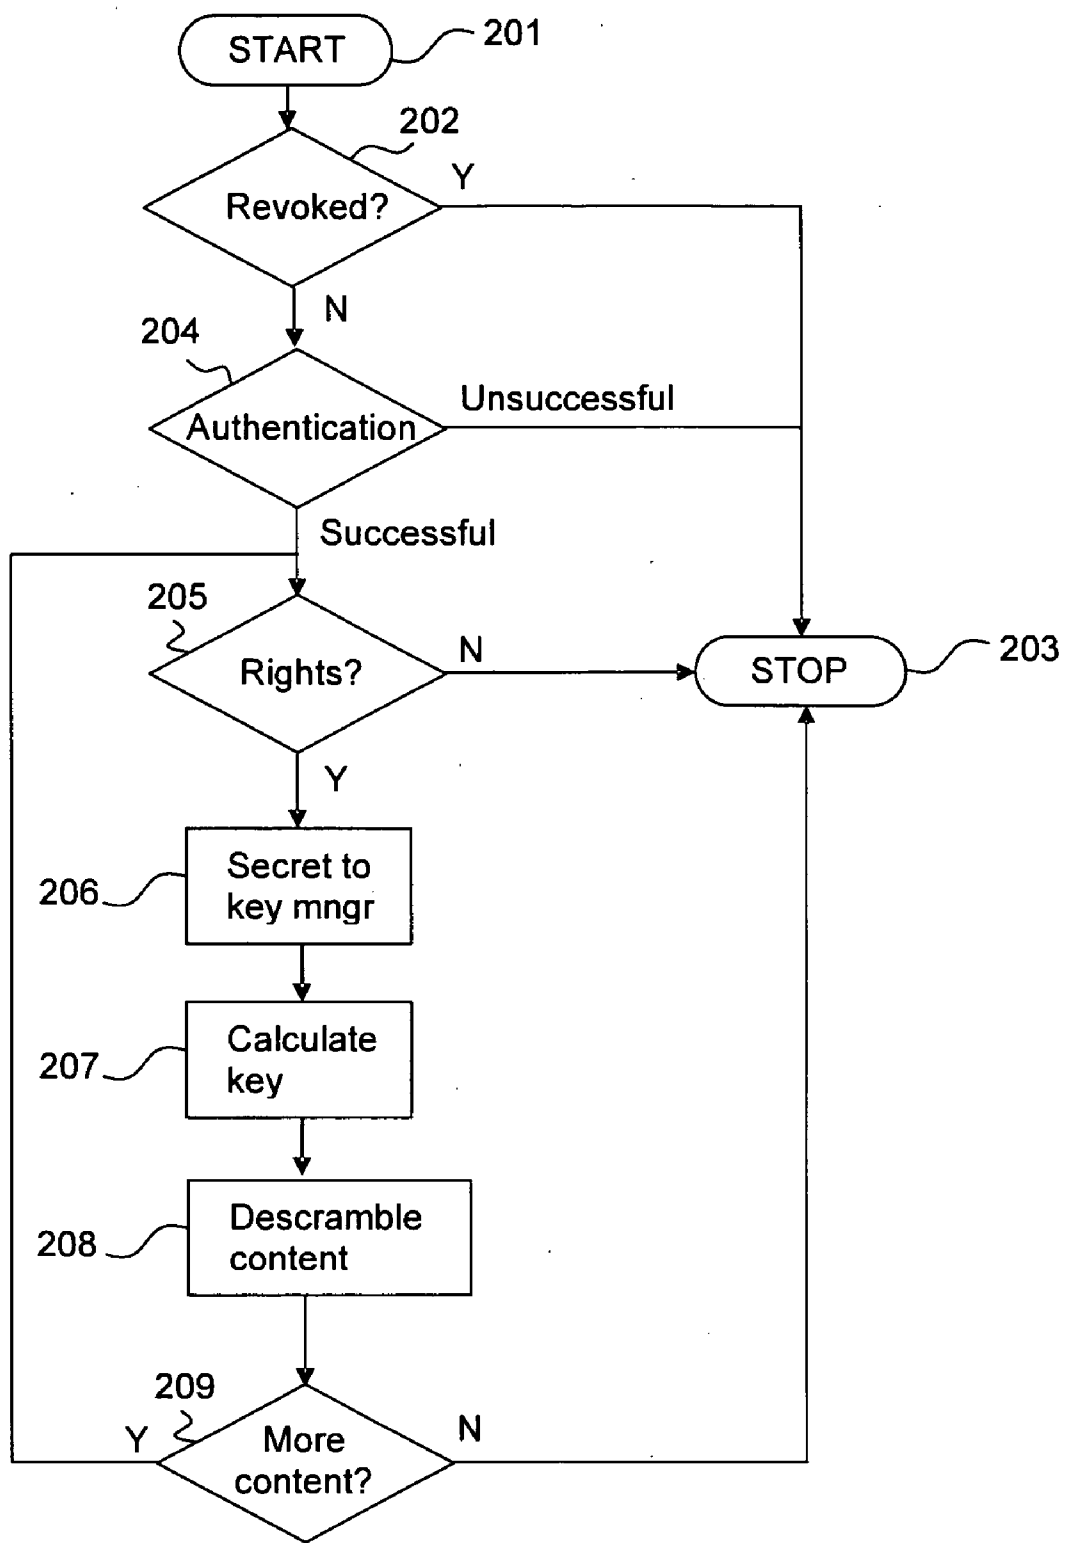 START
201
202
Revoked?
Y
N
204
Authentication
Unsuccessful
Successful
205
Rights?
N
STOP
203
Y
206
Secret to
key mngr
207
Calculate
key
208
Descramble
content
209
Y
More
content?
N